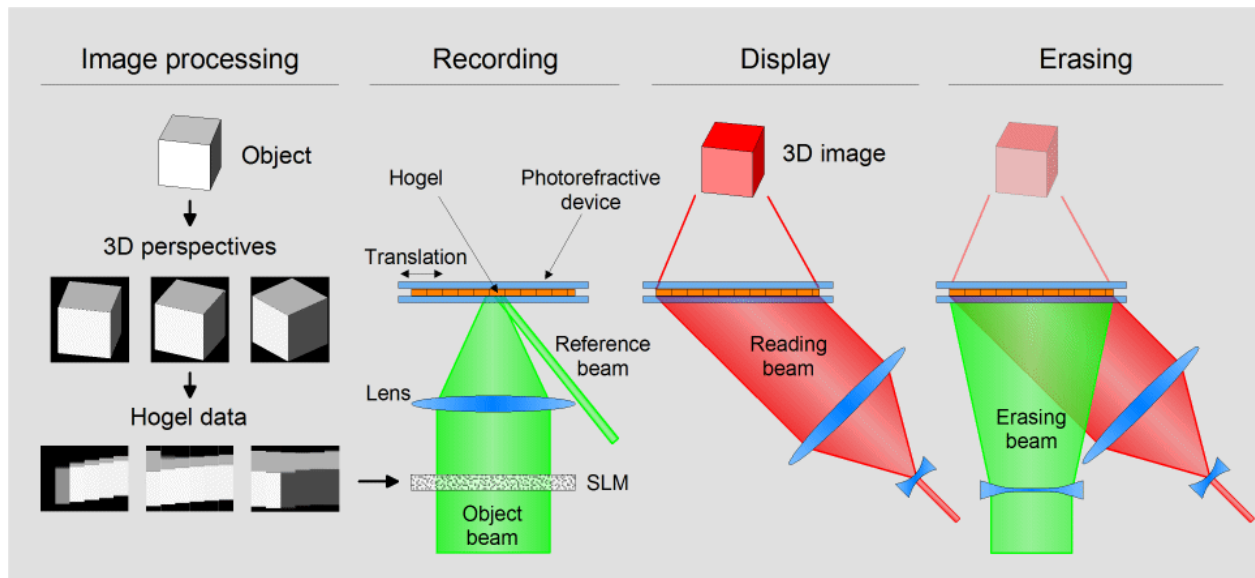 Image processing
Recording
Display
Erasing
Object
3D perspectives
Hogel data
Hogel
Photorefractive
device
Translation
Reference
beam
Lens
SLM
Object
beam
3D image
Reading
beam
Erasing
beam